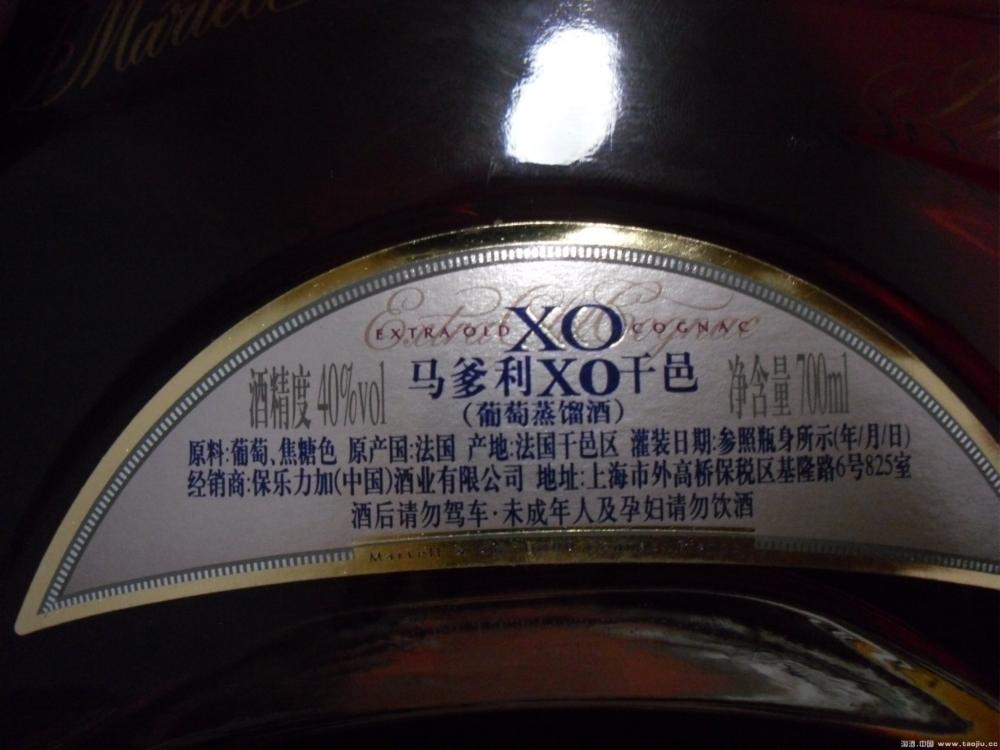 Martell
Extra Old Cognac
EXTRA OLD XO COGNAC
酒精度 40%vol 马爹利XO干邑 净含量 700ml
(葡萄蒸馏酒)
原料:葡萄、焦糖色 原产国:法国 产地:法国干邑区 灌装日期:参照瓶身所示(年/月/日)
经销商:保乐力加(中国)酒业有限公司 地址:上海市外高桥保税区基隆路6号825室
酒后请勿驾车·未成年人及孕妇请勿饮酒
Martell &
淘酒.中国 www.taojiu.cc